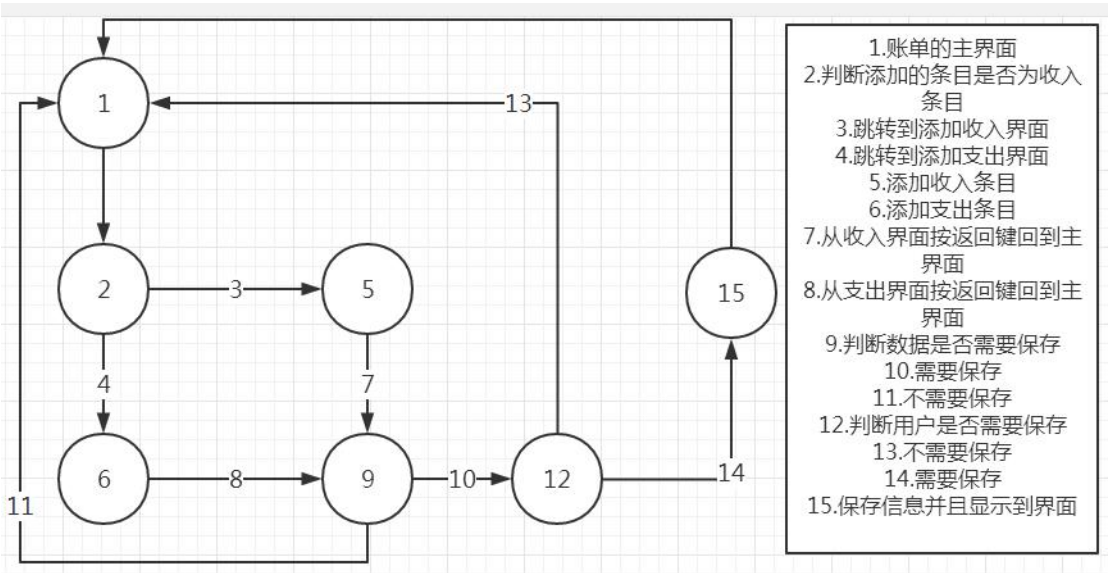 13
1
2
3
5
15
4
7
6
8
9
10
12
14
11
1.账单的主界面
2.判断添加的条目是否为收入
条目
3.跳转到添加收入界面
4.跳转到添加支出界面
5.添加收入条目
6.添加支出条目
7.从收入界面按返回键回到主
界面
8.从支出界面按返回键回到主
界面
9.判断数据是否需要保存
10.需要保存
11.不需要保存
12.判断用户是否需要保存
13.不需要保存
14.需要保存
15.保存信息并且显示到界面